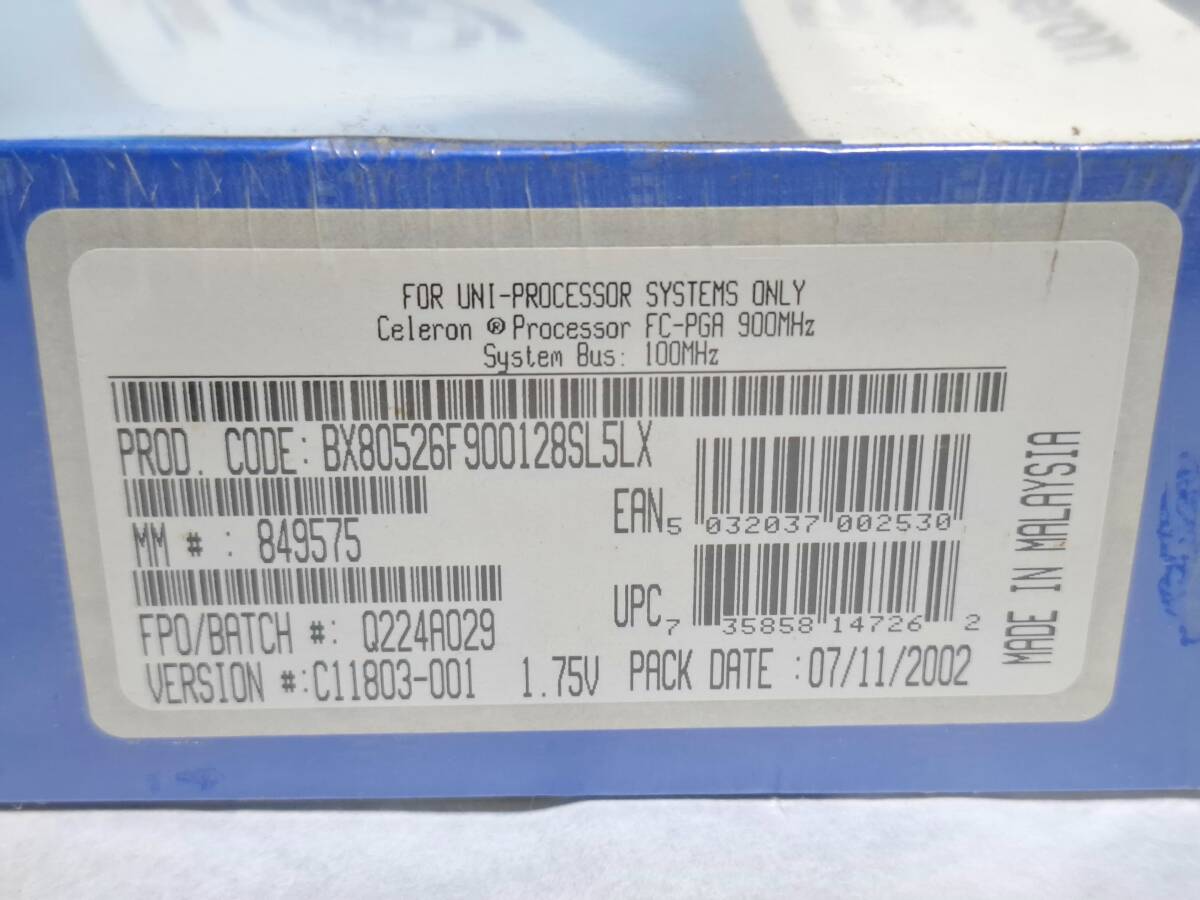 FOR UNI-PROCESSOR SYSTEMS ONLY
Celeron ® Processor FC-PGA 900MHz
System Bus: 100MHz
PROD. CODE: BX80526F900128SL5LX
MM # : 849575
EAN 5 032037 002530
FPO/BATCH #: Q224A029
UPC 7 35858 14726 2
VERSION #:C11803-001 1.75V PACK DATE :07/11/2002
MADE IN MALAYSIA